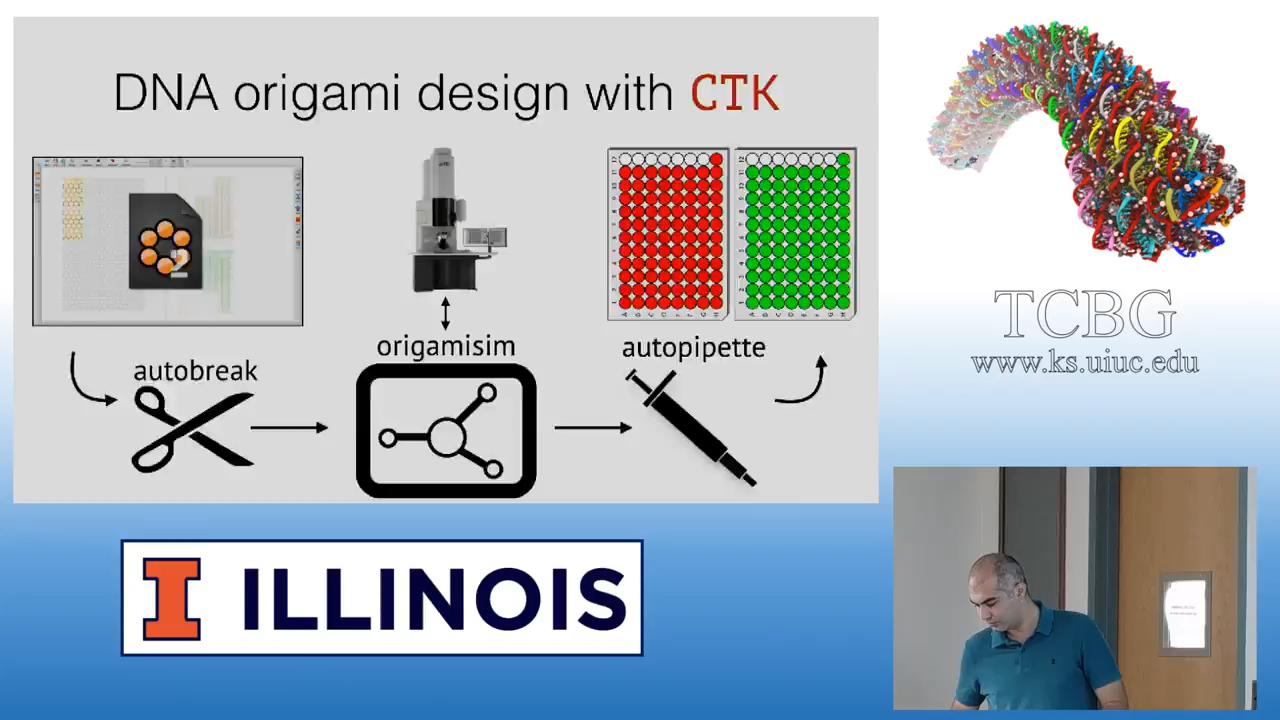 DNA origami design with CTK
autobreak
origamisim
autopipette
TCBG
www.ks.uiuc.edu
I ILLINOIS